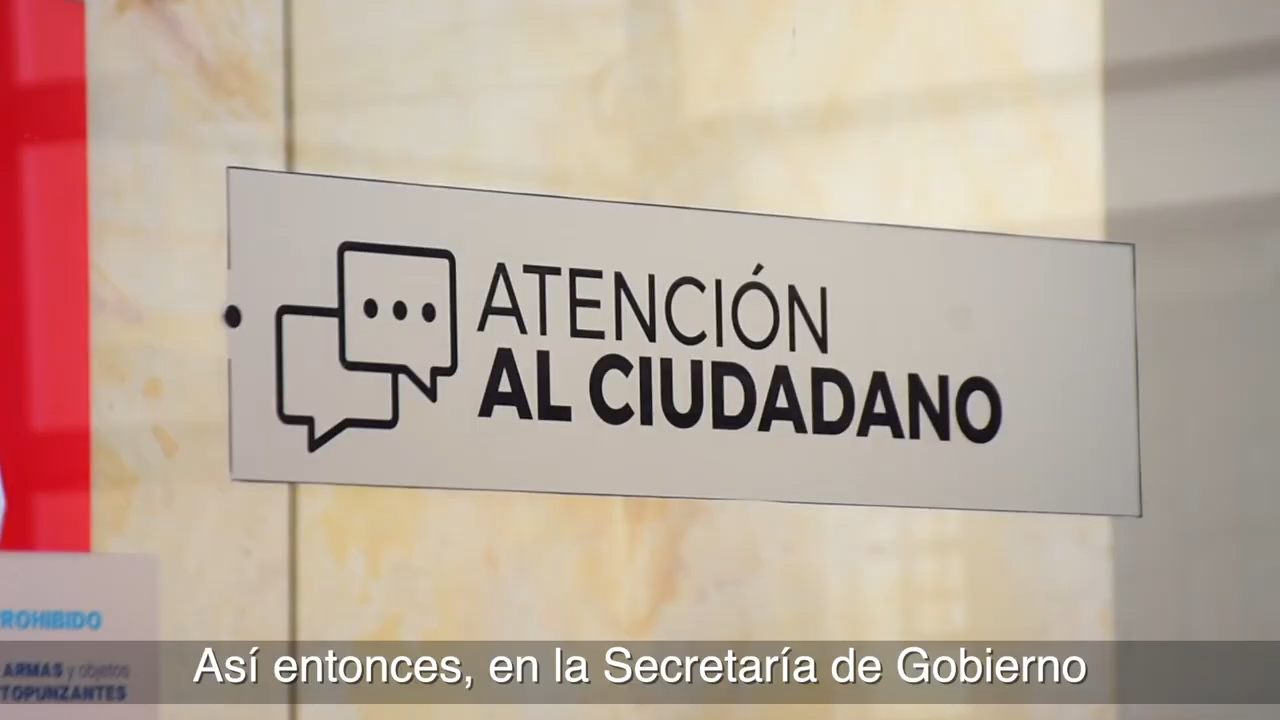 ATENCIÓN
AL CIUDADANO
ROHIBIDO
ARMAS y objetos
TOPUNZANTES
Así entonces, en la Secretaría de Gobierno